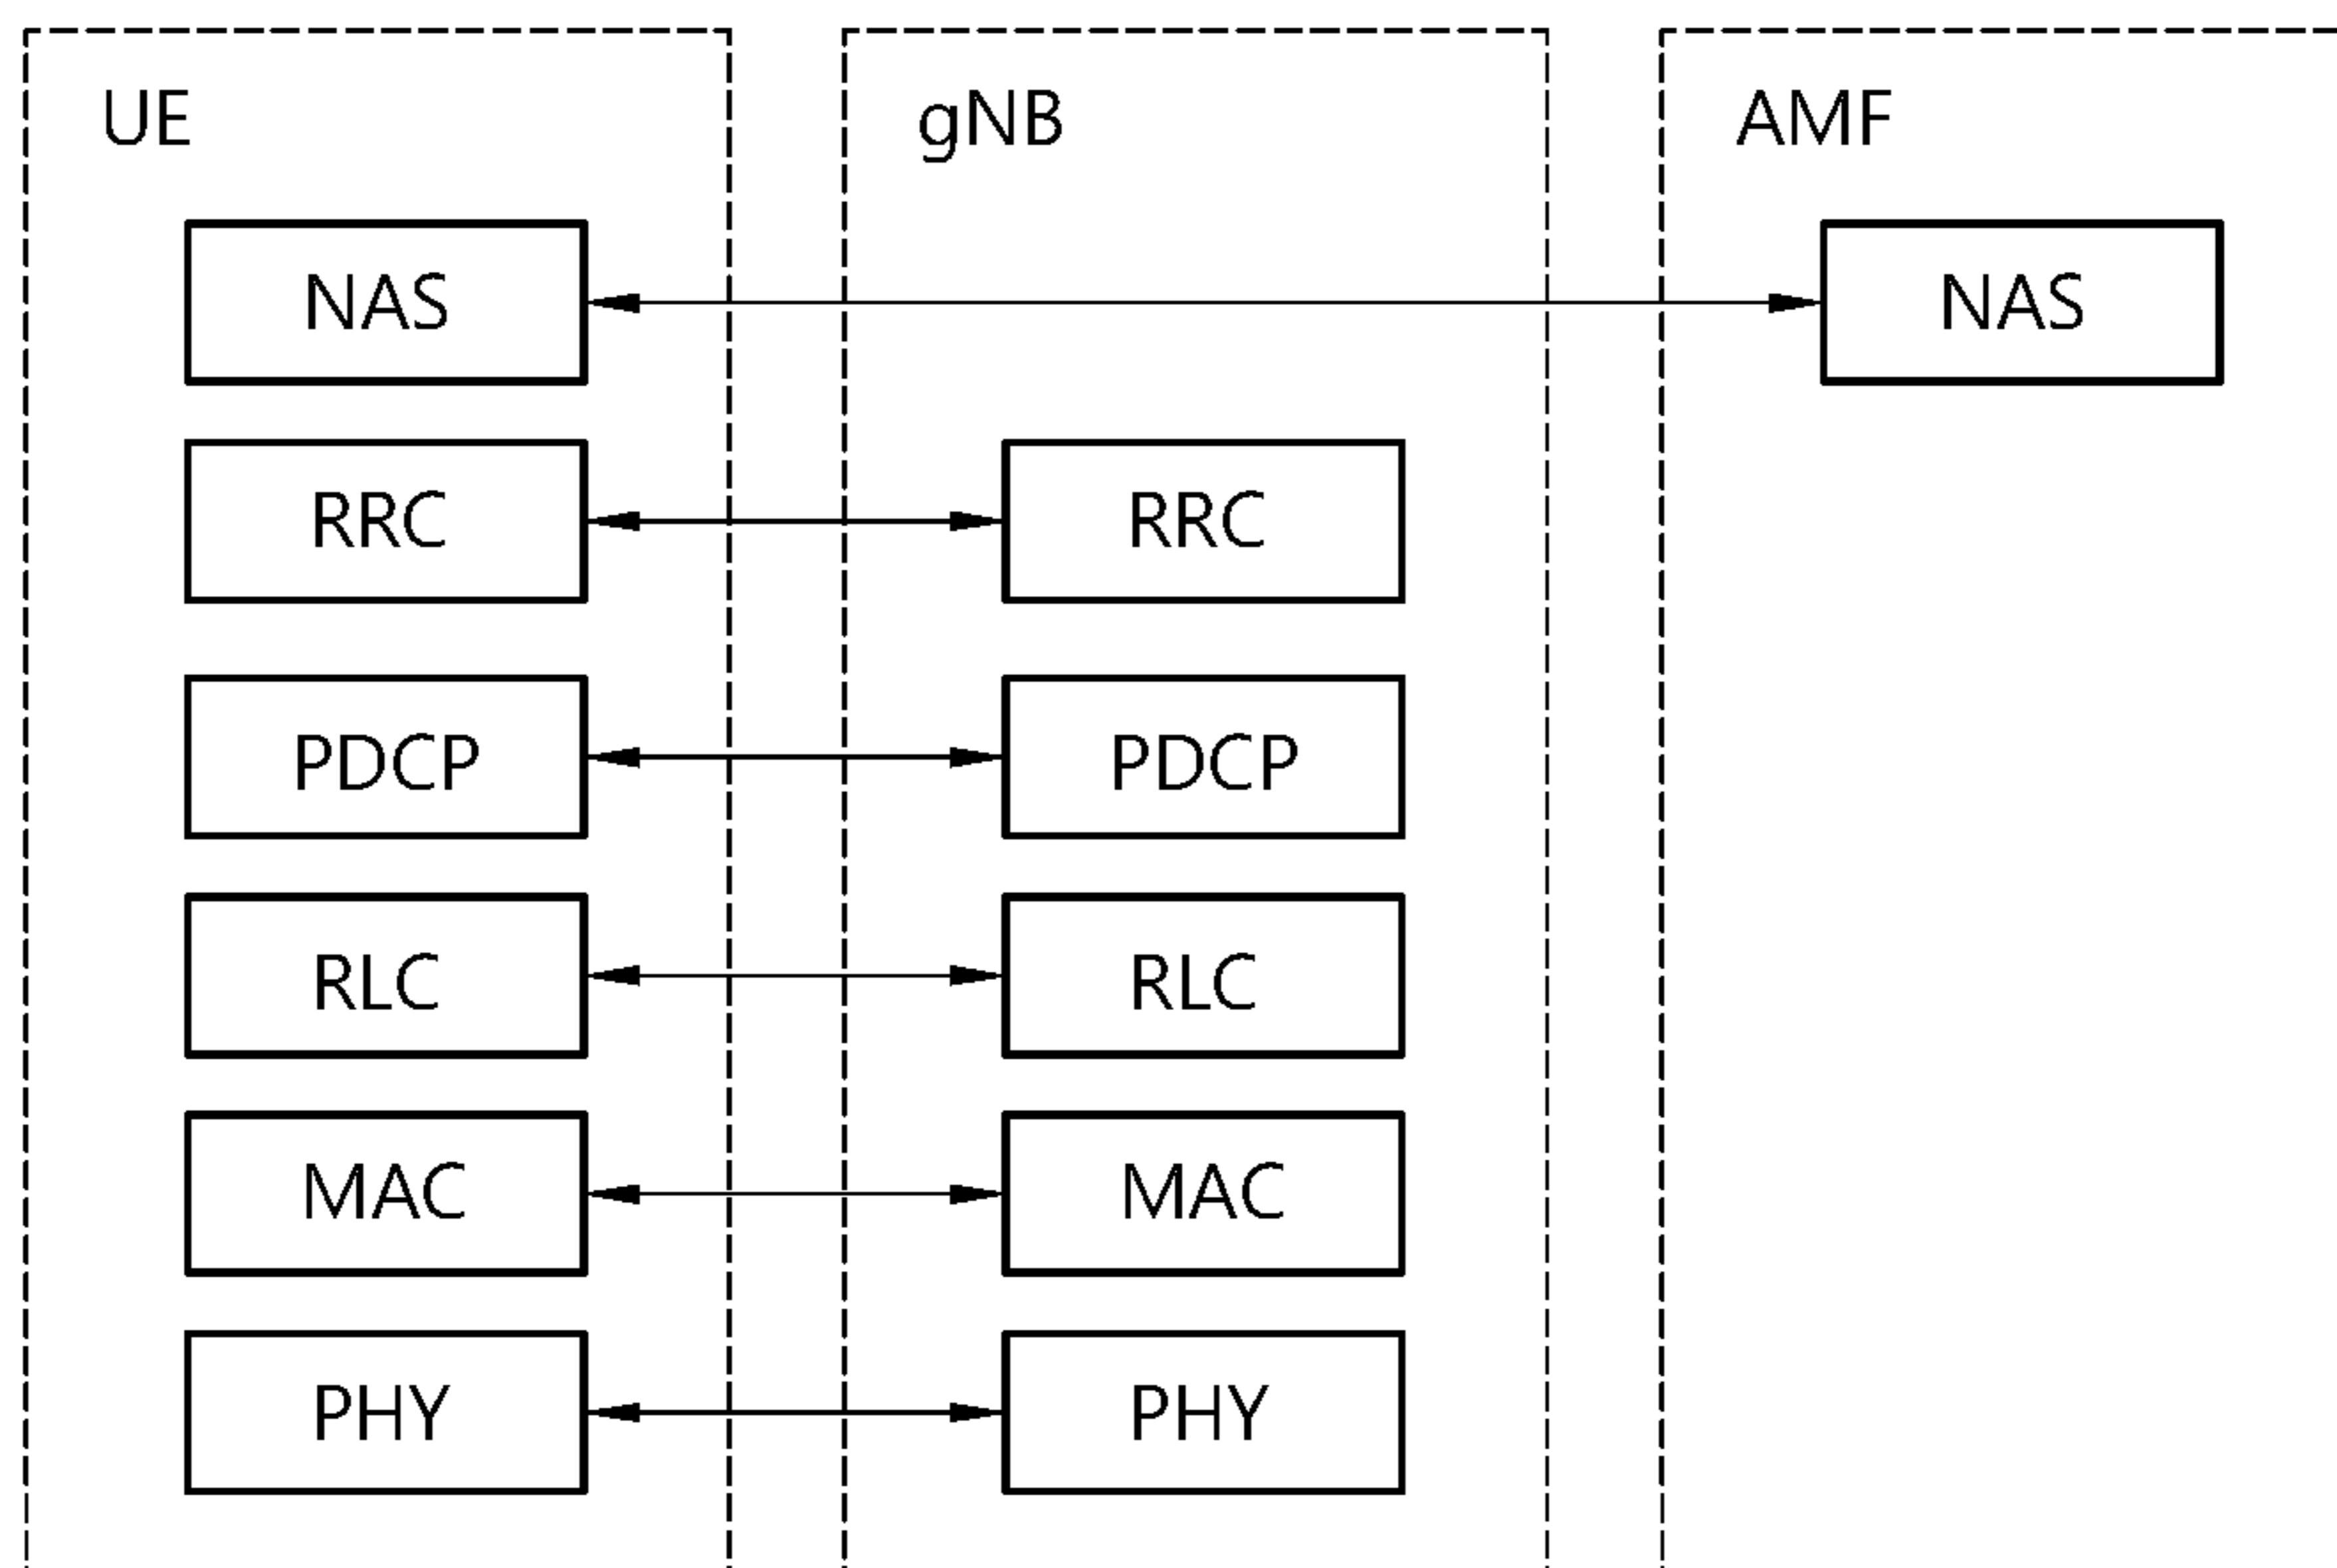 UE gNB AMF
NAS NAS
RRC RRC
PDCP PDCP
RLC RLC
MAC MAC
PHY PHY